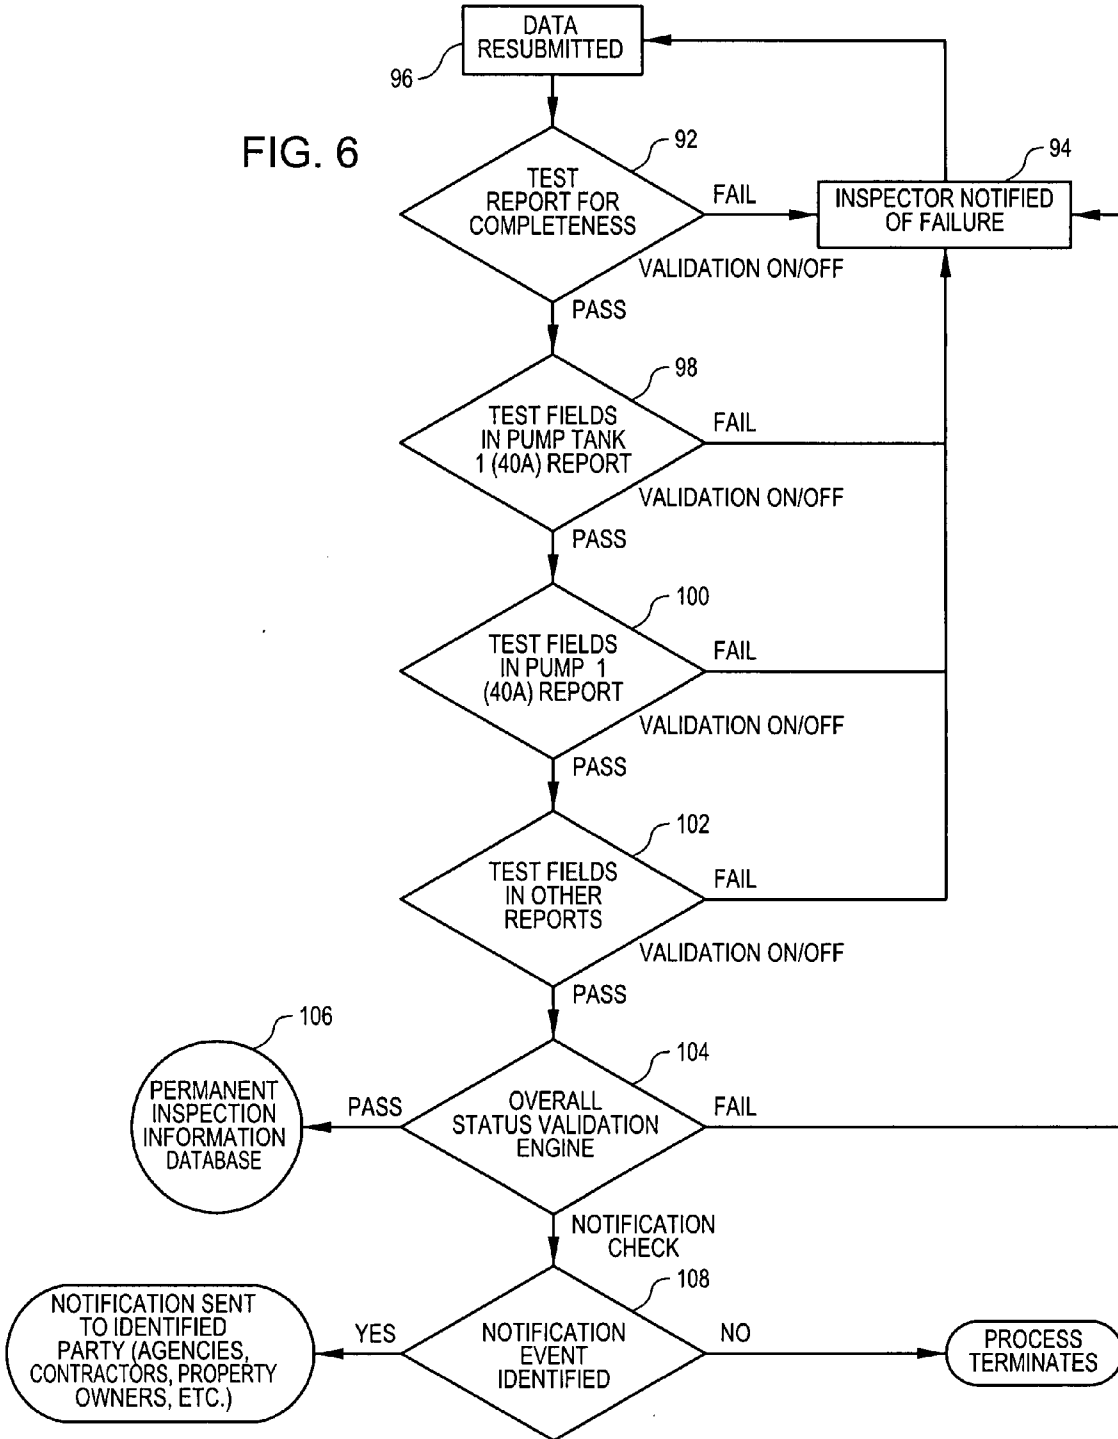 DATA
RESUBMITTED
96
FIG. 6
92
94
TEST
REPORT FOR
COMPLETENESS
FAIL
INSPECTOR NOTIFIED
OF FAILURE
VALIDATION ON/OFF
PASS
98
TEST FIELDS
IN PUMP TANK
1 (40A) REPORT
FAIL
VALIDATION ON/OFF
PASS
100
TEST FIELDS
IN PUMP 1
(40A) REPORT
FAIL
VALIDATION ON/OFF
PASS
102
TEST FIELDS
IN OTHER
REPORTS
FAIL
VALIDATION ON/OFF
PASS
106
104
PERMANENT
INSPECTION
INFORMATION
DATABASE
PASS
OVERALL
STATUS VALIDATION
ENGINE
FAIL
NOTIFICATION
CHECK
108
NOTIFICATION SENT
TO IDENTIFIED
PARTY (AGENCIES,
CONTRACTORS, PROPERTY
OWNERS, ETC.)
YES
NOTIFICATION
EVENT
IDENTIFIED
NO
PROCESS
TERMINATES